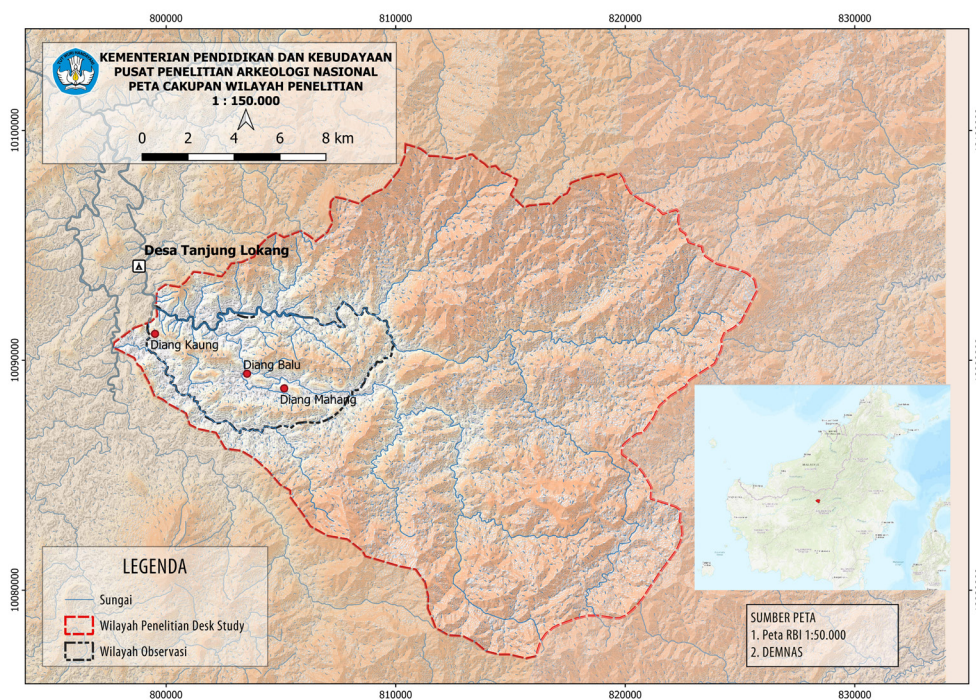 800000
810000
820000
830000
KEMENTERIAN PENDIDIKAN DAN KEBUDAYAAN
PUSAT PENELITIAN ARKEOLOGI NASIONAL
PETA CAKUPAN WILAYAH PENELITIAN
1 : 150.000
0 2 4 6 8 km
10100000
Desa Tanjung Lokang
Diang Kaung
Diang Balu
Diang Mahang
10090000
10080000
LEGENDA
Sungai
Wilayah Penelitian Desk Study
Wilayah Observasi
SUMBER PETA
1. Peta RBI 1:50.000
2. DEMNAS
800000
810000
820000
830000